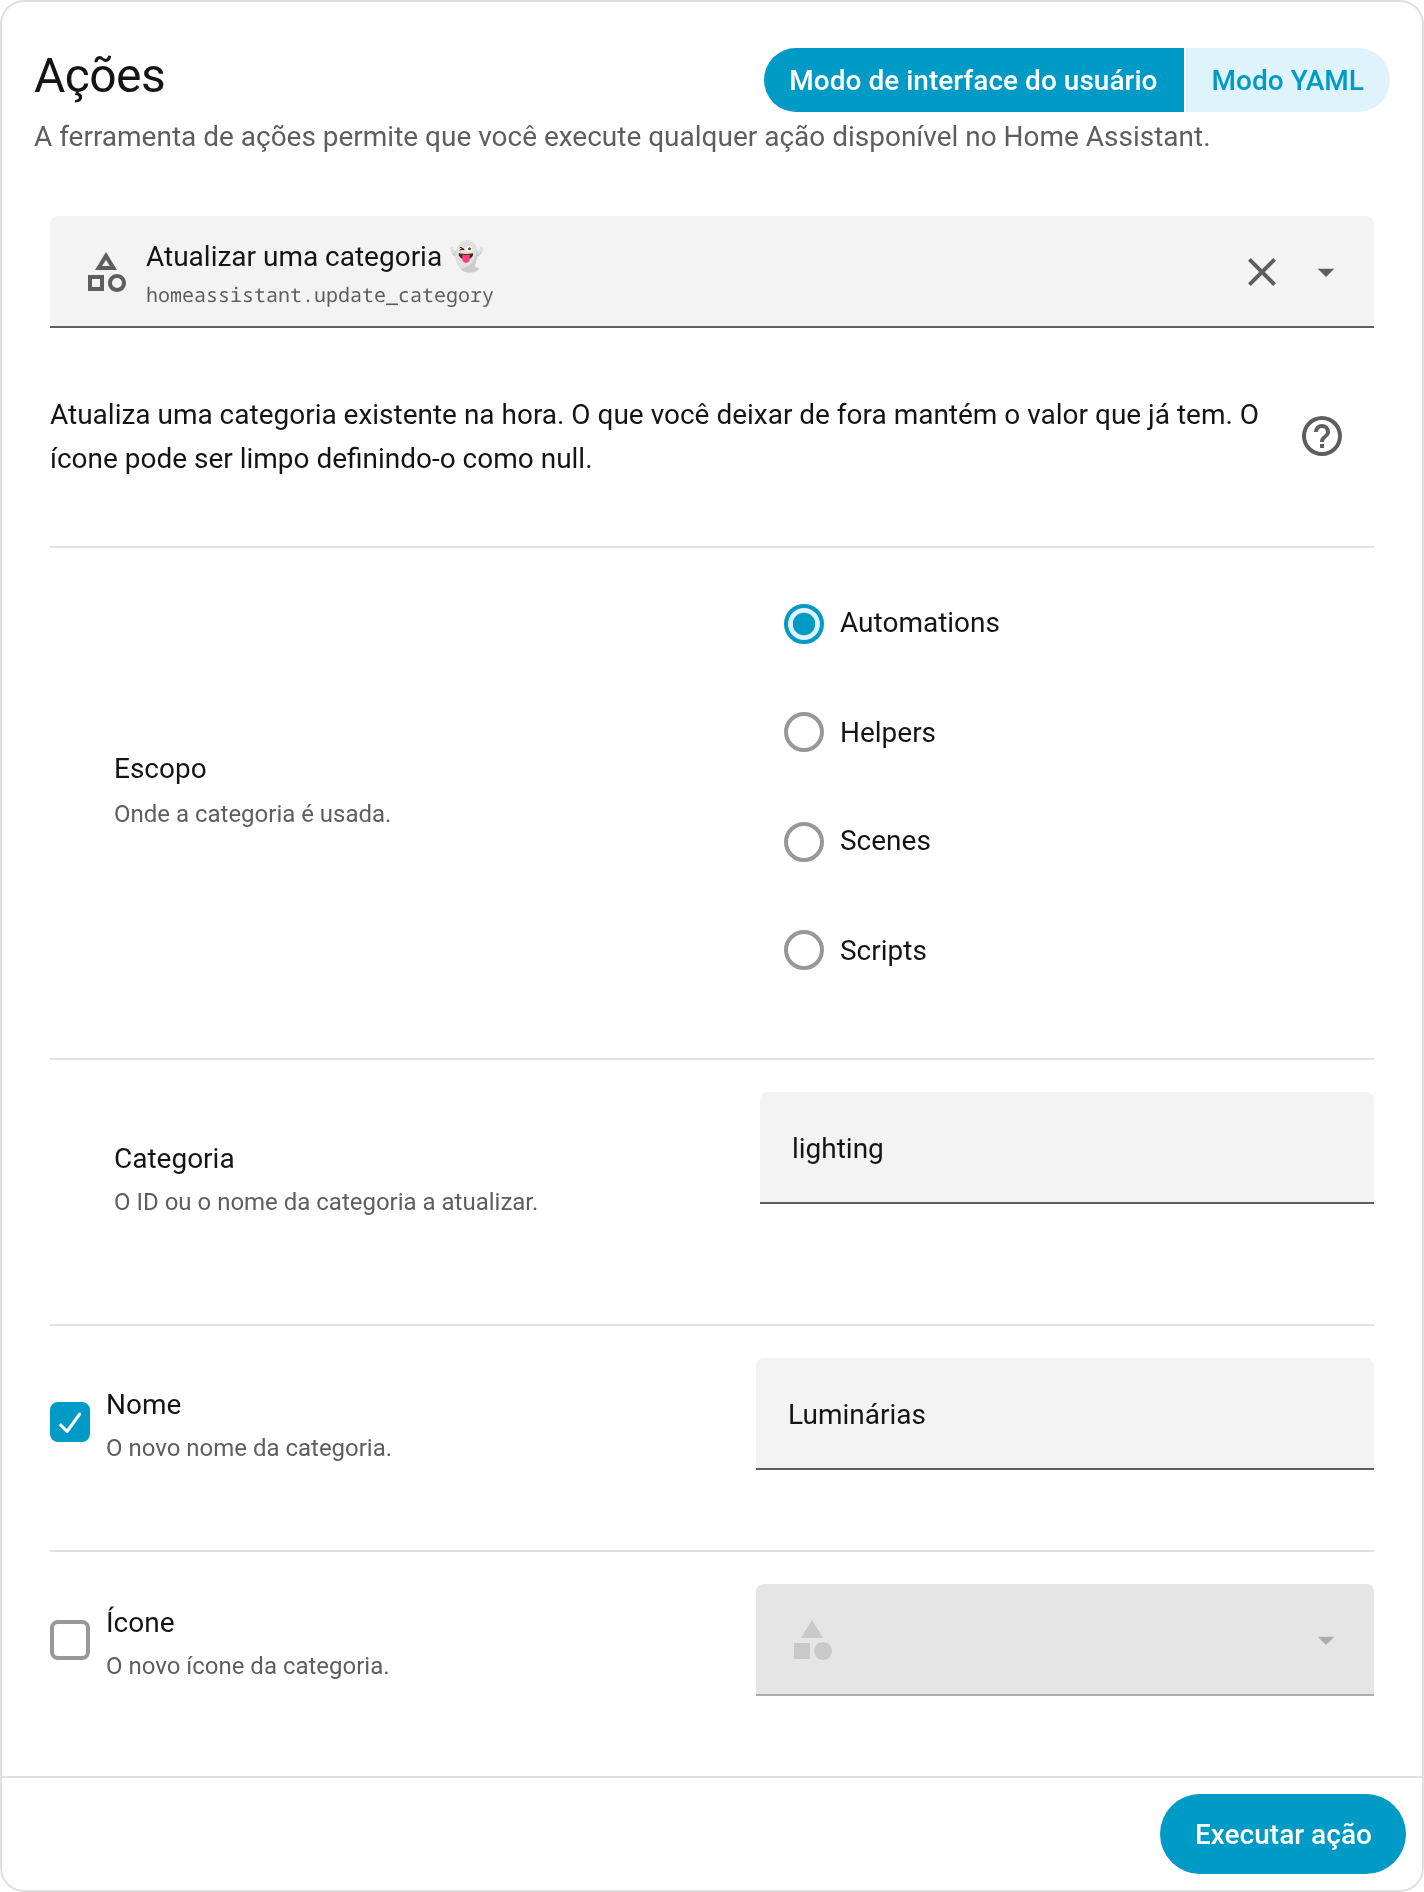 Ações
Modo de interface do usuário
Modo YAML
A ferramenta de ações permite que você execute qualquer ação disponível no Home Assistant.
Atualizar uma categoria 👻
homeassistant.update_category
Atualiza uma categoria existente na hora. O que você deixar de fora mantém o valor que já tem. O
ícone pode ser limpo definindo-o como null.
Escopo
Onde a categoria é usada.
Automations
Helpers
Scenes
Scripts
Categoria
O ID ou o nome da categoria a atualizar.
lighting
Nome
O novo nome da categoria.
Luminárias
Ícone
O novo ícone da categoria.
Executar ação